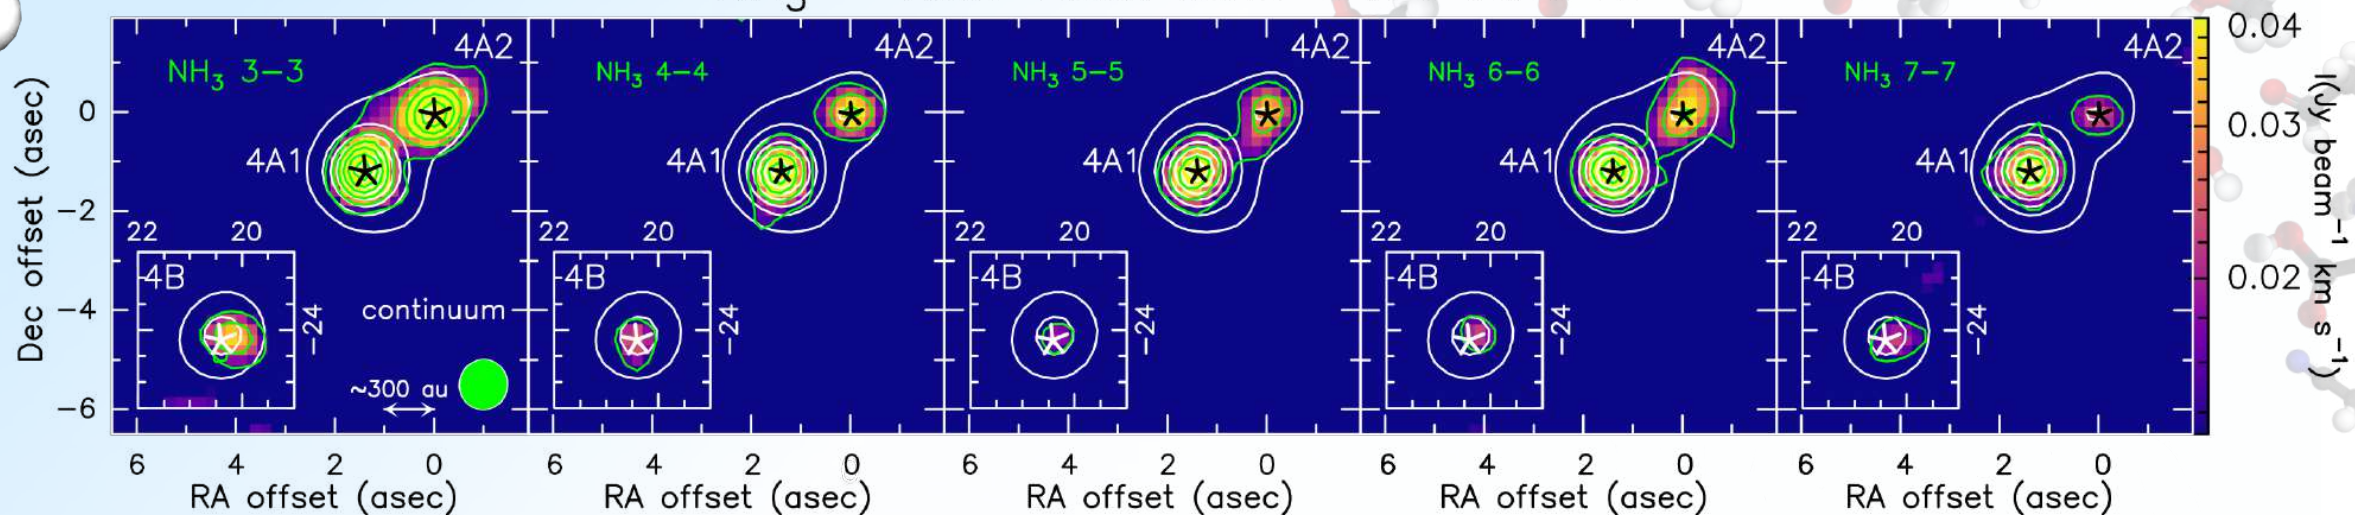 4A2 4A2 4A2 4A2 4A2 0.04
NH3 3-3 NH3 4-4 NH3 5-5 NH3 6-6 NH3 7-7
0 0.03
4A1 4A1 4A1 4A1 4A1
-2
22 20 22 20 22 20 22 20 22 20
4B 4B 4B 4B 4B 0.02
-4 continuum -24 -24 -24 -24 -24
~300 au
-6
6 4 2 0 6 4 2 0 6 4 2 0 6 4 2 0 6 4 2 0
RA offset (asec) RA offset (asec) RA offset (asec) RA offset (asec) RA offset (asec)
Dec offset (asec)
I(Jy beam-1 km s-1)